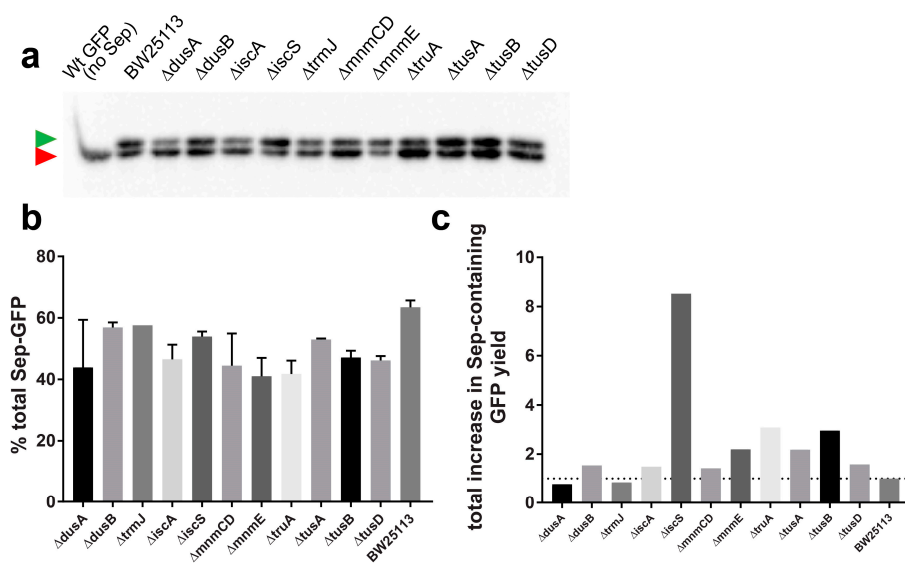 a
Wt GFP
(no Sep)
BW25113
ΔdusA
ΔdusB
ΔiscA
ΔiscS
ΔtrmJ
ΔmnmCD
ΔmnmE
ΔtruA
ΔtusA
ΔtusB
ΔtusD
b
% total Sep-GFP
80
60
40
20
0
ΔdusA
ΔdusB
ΔtrmJ
ΔiscA
ΔiscS
ΔmnmCD
ΔmnmE
ΔtruA
ΔtusA
ΔtusB
ΔtusD
BW25113
c
total increase in Sep-containing
GFP yield
10
8
6
4
2
0
ΔdusA
ΔdusB
ΔtrmJ
ΔiscA
ΔiscS
ΔmnmCD
ΔmnmE
ΔtruA
ΔtusA
ΔtusB
ΔtusD
BW25113